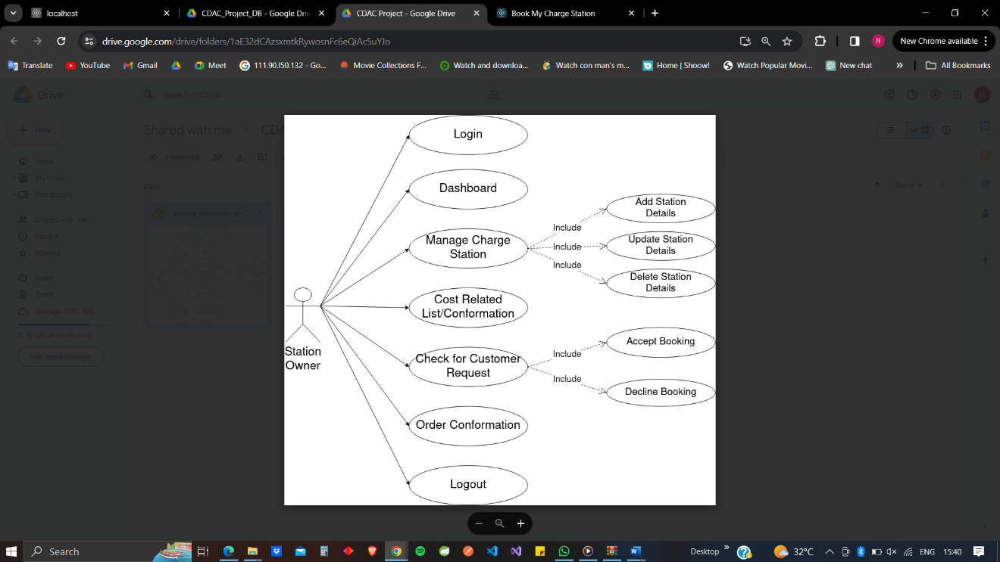 localhost
CDAC_Project_DB - Google Driv
CDAC Project - Google Drive
Book My Charge Station
drive.google.com/drive/folders/1aE32dCAzsxmtkRywosnFc6eQiAcSuYJo
R
New Chrome available
Translate
YouTube
Gmail
Meet
111.90.l50.132 - Go...
Movie Collections F...
Watch and downloa...
Watch con man's m...
Home | Shoow!
Watch Popular Movi...
New chat
All Bookmarks
Drive
Search in Drive
New
Shared with me
CDA
Home
My Drive
Computers
Shared with me
Recent
Starred
Spam
Trash
Storage (79% full)
11.92 GB of 15 GB used
Get more storage
1 selected
Files
Name
Admin_Usercase.dr...
Login
Dashboard
Manage Charge
Station
Cost Related
List/Conformation
Check for Customer
Request
Order Conformation
Logout
Station
Owner
Include
Include
Include
Include
Include
Add Station
Details
Update Station
Details
Delete Station
Details
Accept Booking
Decline Booking
Search
Desktop
32°C
ENG
15:40